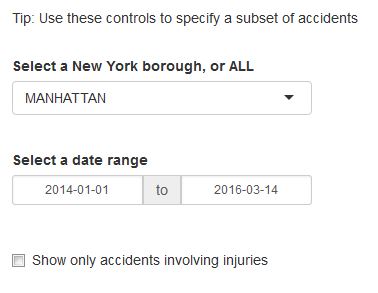 Tip: Use these controls to specify a subset of accidents
Select a New York borough, or ALL
MANHATTAN
Select a date range
2014-01-01 to 2016-03-14
Show only accidents involving injuries